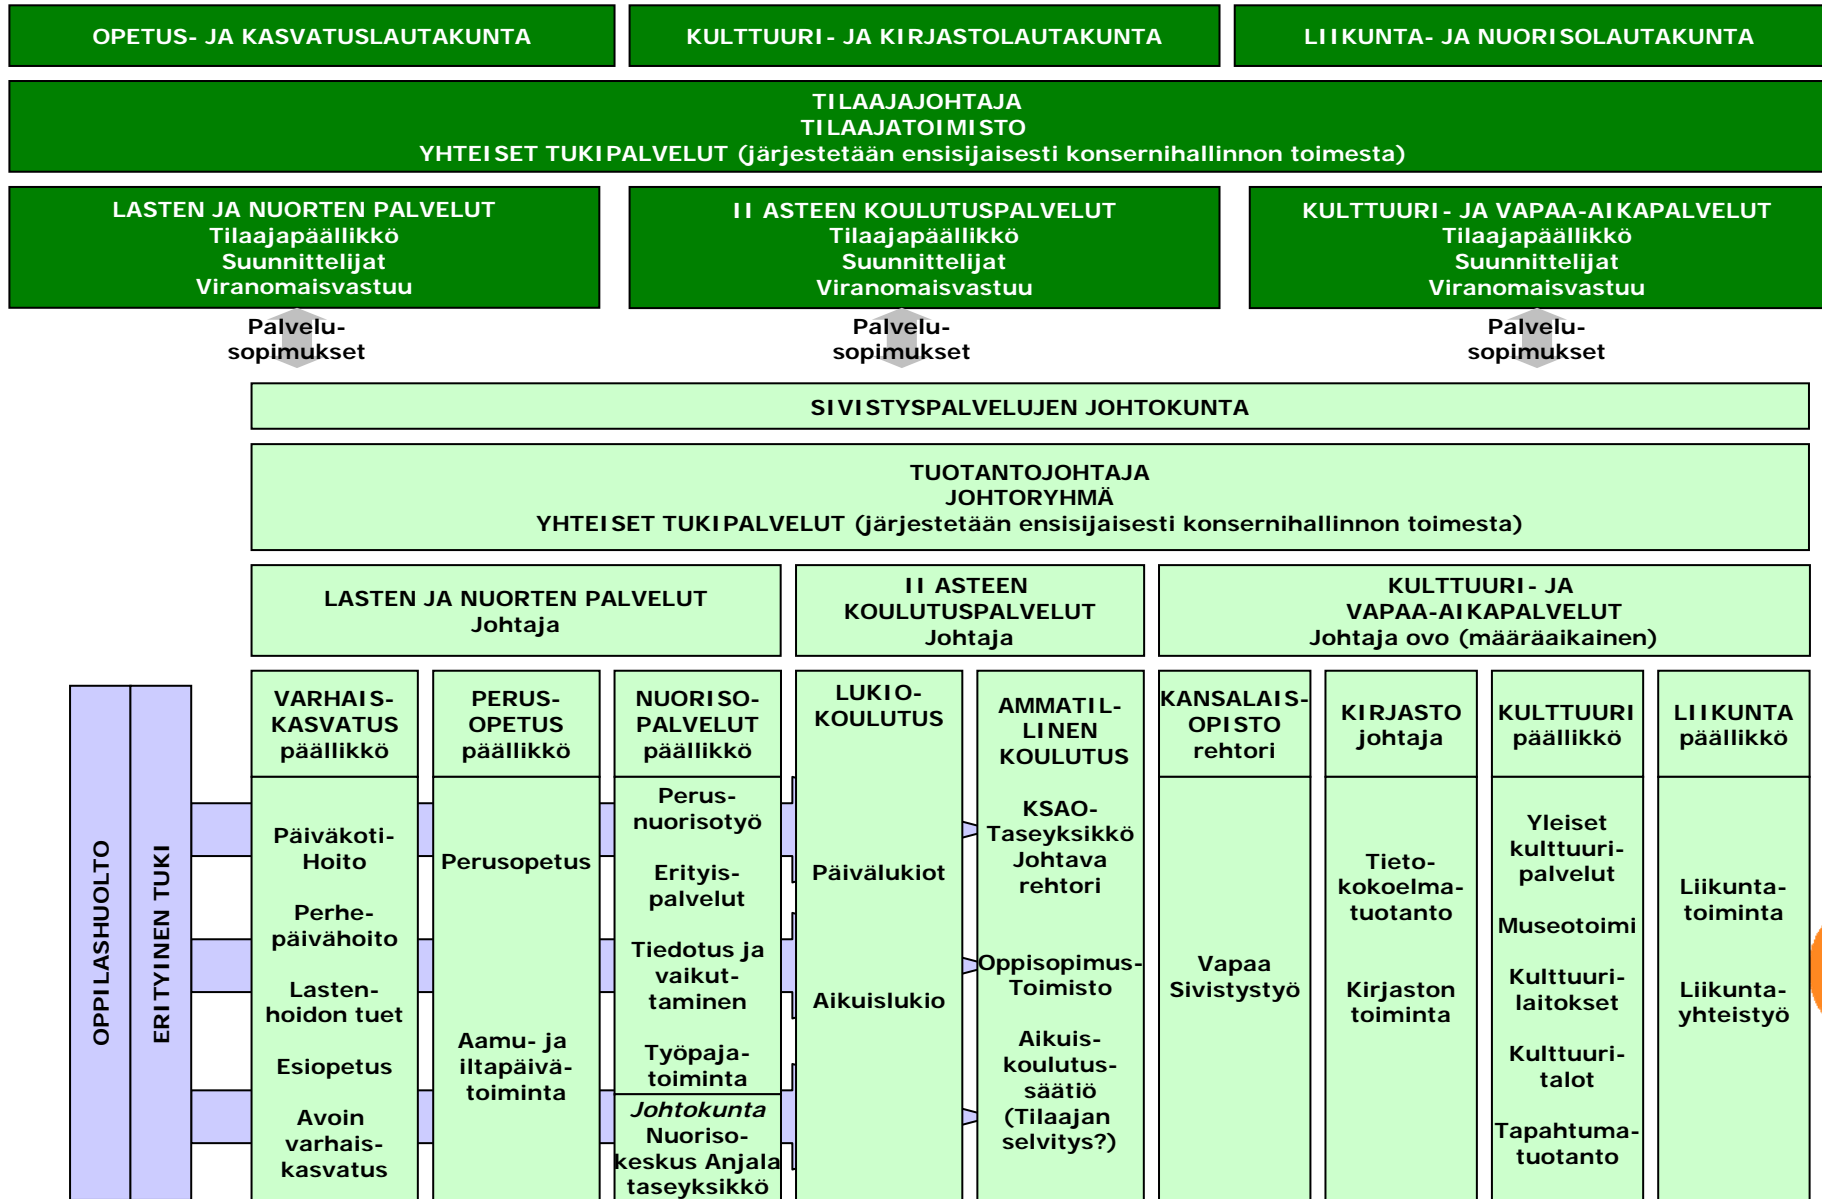 OPETUS- JA KASVATUSLAUTAKUNTA
KULTTUURI- JA KIRJASTOLAUTAKUNTA
LIIKUNTA- JA NUORISOLAUTAKUNTA
TILAAJAJOHTAJA
TILAAJATOIMISTO
YHTEISET TUKIPALVELUT (järjestetään ensisijaisesti konsernihallinnon toimesta)
LASTEN JA NUORTEN PALVELUT
Tilaajapäällikkö
Suunnittelijat
Viranomaisvastuu
II ASTEEN KOULUTUSPALVELUT
Tilaajapäällikkö
Suunnittelijat
Viranomaisvastuu
KULTTUURI- JA VAPAA-AIKAPALVELUT
Tilaajapäällikkö
Suunnittelijat
Viranomaisvastuu
Palvelu-
sopimukset
Palvelu-
sopimukset
Palvelu-
sopimukset
SIVISTYSPALVELUJEN JOHTOKUNTA
TUOTANTOJOHTAJA
JOHTORYHMÄ
YHTEISET TUKIPALVELUT (järjestetään ensisijaisesti konsernihallinnon toimesta)
LASTEN JA NUORTEN PALVELUT
Johtaja
II ASTEEN
KOULUTUSPALVELUT
Johtaja
KULTTUURI- JA
VAPAA-AIKAPALVELUT
Johtaja ovo (määräaikainen)
OPPILASHUOLTO
ERITYINEN TUKI
VARHAIS-
KASVATUS
päällikkö
Päiväkoti-
Hoito
Perhe-
päivähoito
Lasten-
hoidon tuet
Esiopetus
Avoin
varhais-
kasvatus
PERUS-
OPETUS
päällikkö
Perusopetus
Aamu- ja
iltapäivä-
toiminta
NUORISO-
PALVELUT
päällikkö
Perus-
nuorisotyö
Erityis-
palvelut
Tiedotus ja
vaikut-
taminen
Työpaja-
toiminta
Johtokunta
Nuoriso-
keskus Anjala
taseyksikkö
LUKIO-
KOULUTUS
Päivälukiot
Aikuislukio
AMMATIL-
LINEN
KOULUTUS
KSAO-
Taseyksikkö
Johtava
rehtori
Oppisopimus-
Toimisto
Aikuis-
koulutus-
säätiö
(Tilaajan
selvitys?)
KANSALAIS-
OPISTO
rehtori
Vapaa
Sivistystyö
KIRJASTO
johtaja
Tieto-
kokoelma-
tuotanto
Kirjaston
toiminta
KULTTUURI
päällikkö
Yleiset
kulttuuri-
palvelut
Museotoimi
Kulttuuri-
laitokset
Kulttuuri-
talot
Tapahtuma-
tuotanto
LIIKUNTA
päällikkö
Liikunta-
toiminta
Liikunta-
yhteistyö